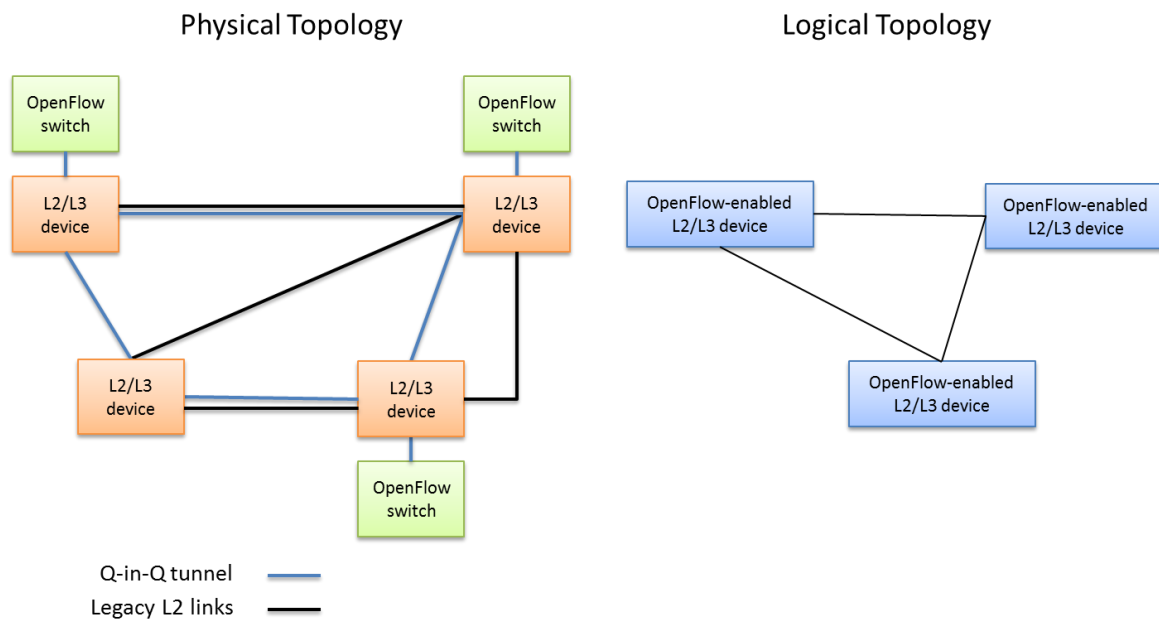 Physical Topology
Logical Topology
OpenFlow
switch
OpenFlow
switch
L2/L3
device
L2/L3
device
OpenFlow-enabled
L2/L3 device
OpenFlow-enabled
L2/L3 device
L2/L3
device
L2/L3
device
OpenFlow-enabled
L2/L3 device
OpenFlow
switch
Q-in-Q tunnel
Legacy L2 links